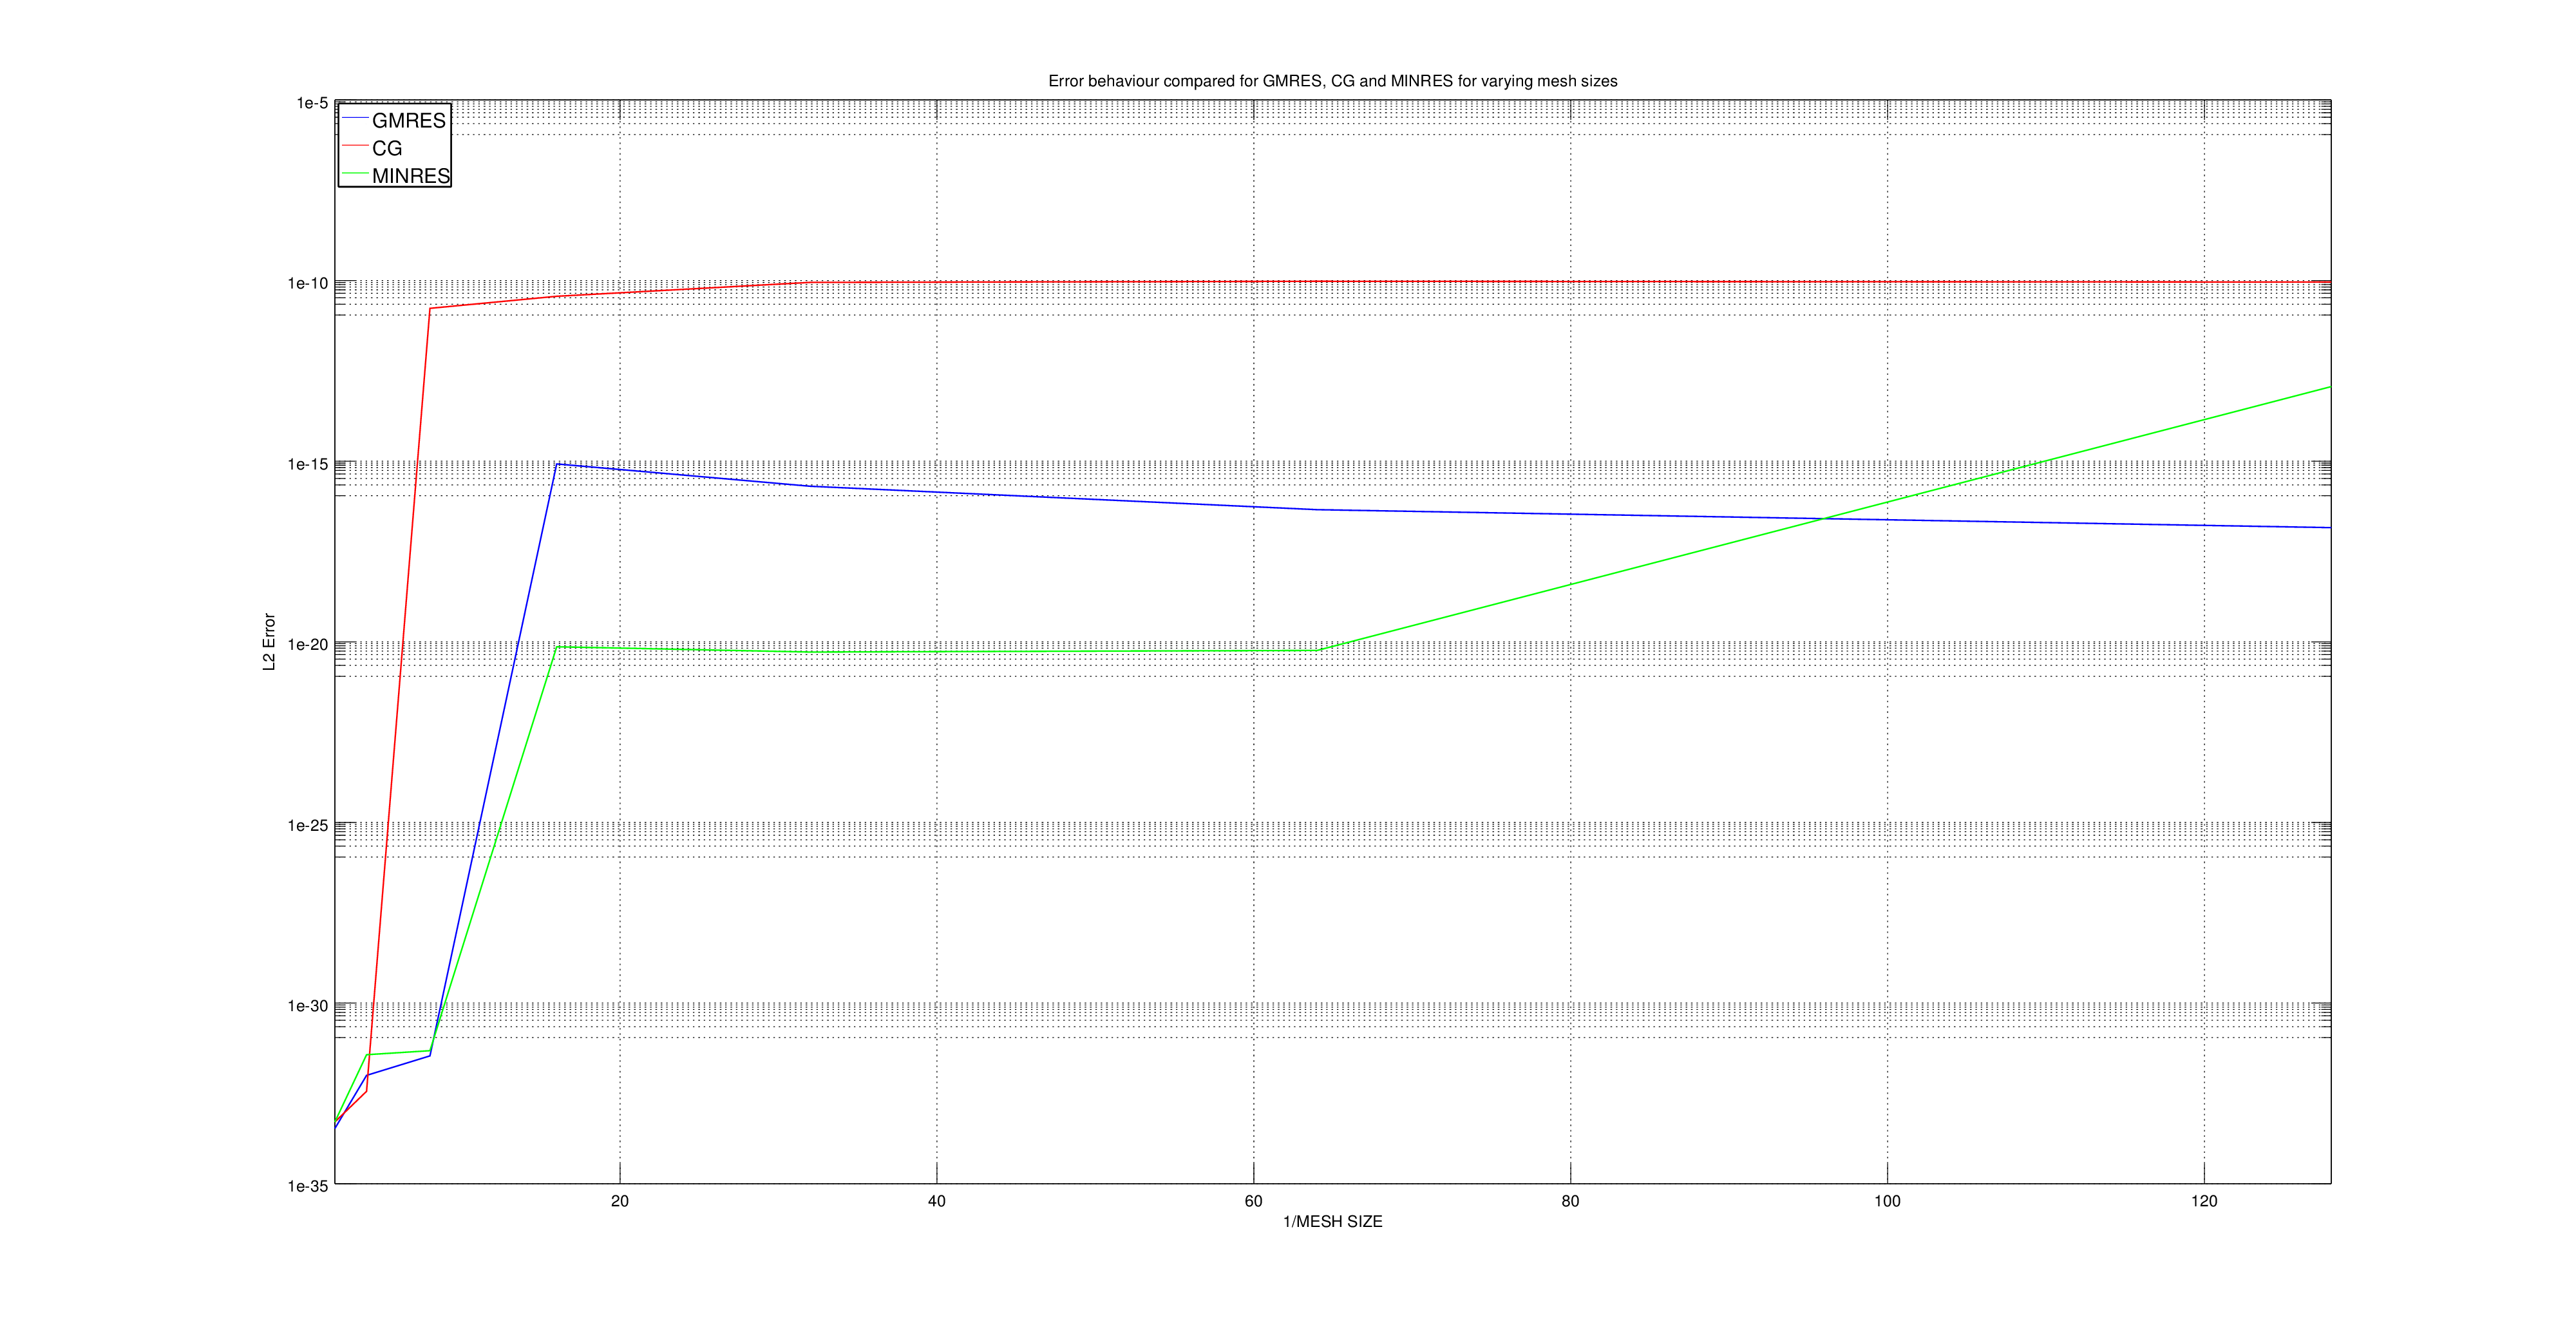 Error behaviour compared for GMRES, CG and MINRES for varying mesh sizes
1e-5
GMRES
CG
MINRES
1e-10
1e-15
1e-20
L2 Error
1e-25
1e-30
1e-35
20 40 60 80 100 120
1/MESH SIZE